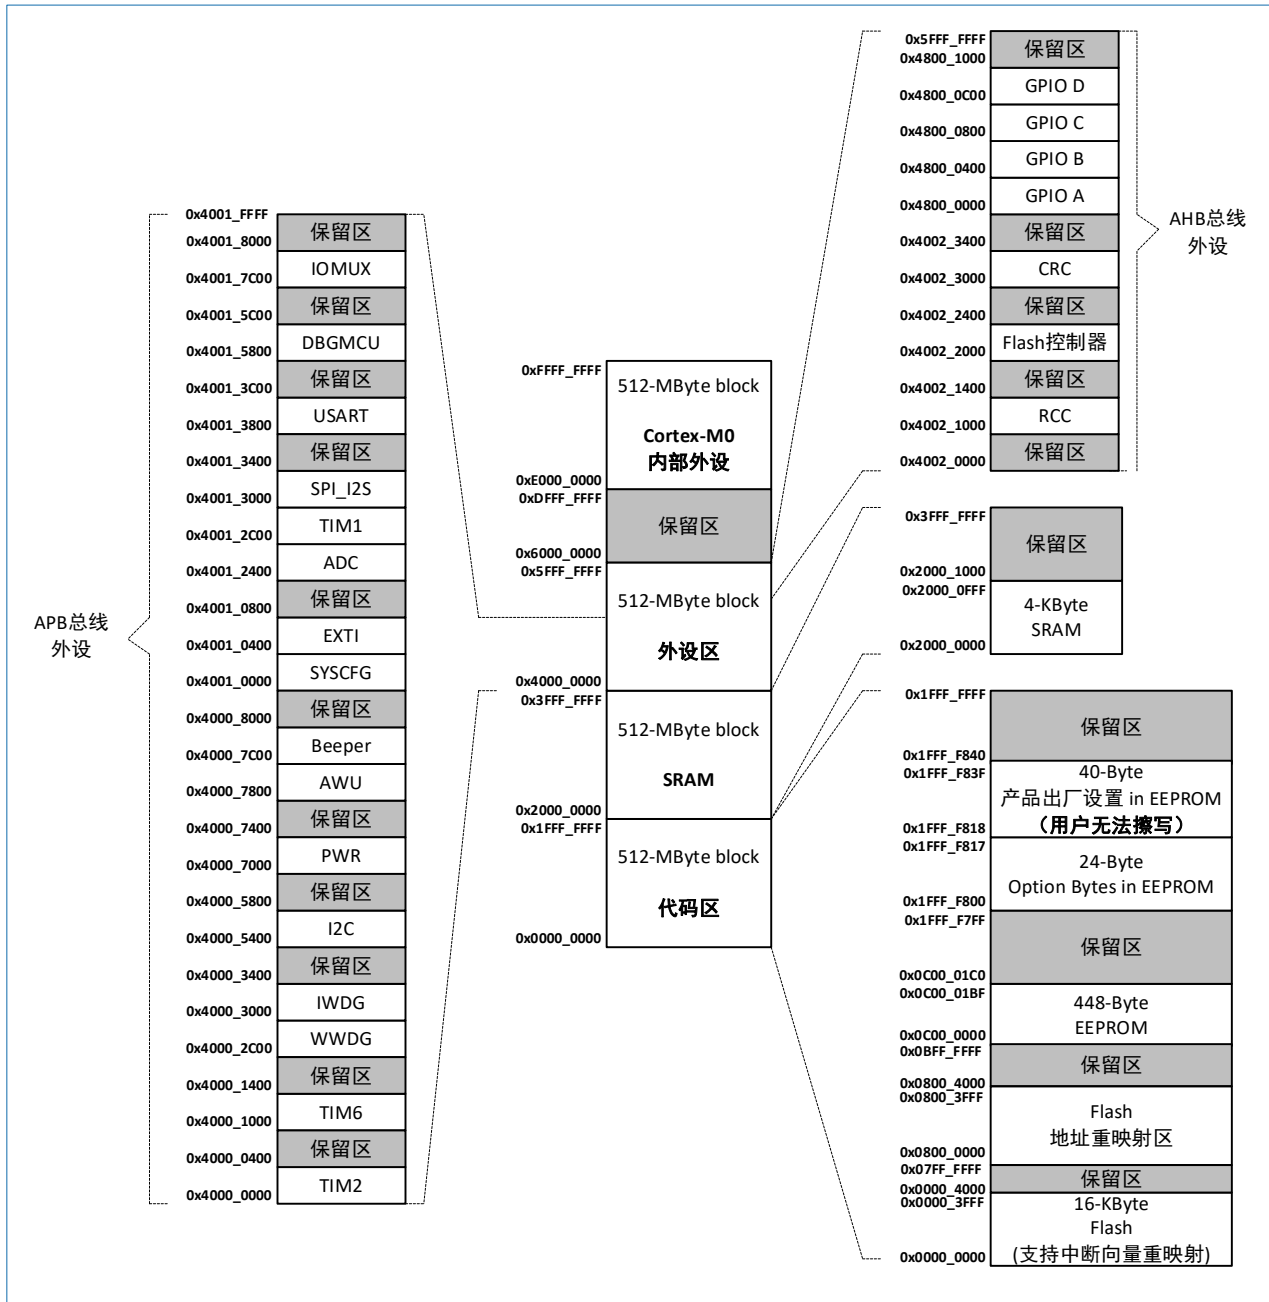 0x4001_FFFF
保留区
0x4001_8000
IOMUX
0x4001_7C00
保留区
0x4001_5C00
DBGMCU
0x4001_5800
保留区
0x4001_3C00
USART
0x4001_3800
保留区
0x4001_3400
SPI_I2S
0x4001_3000
TIM1
0x4001_2C00
ADC
0x4001_2400
保留区
0x4001_0800
EXTI
0x4001_0400
SYSCFG
0x4001_0000
保留区
0x4000_8000
Beeper
0x4000_7C00
AWU
0x4000_7800
保留区
0x4000_7400
PWR
0x4000_7000
保留区
0x4000_5800
I2C
0x4000_5400
保留区
0x4000_3400
IWDG
0x4000_3000
WWDG
0x4000_2C00
保留区
0x4000_1400
TIM6
0x4000_1000
保留区
0x4000_0400
TIM2
0x4000_0000
APB总线
外设
0xFFFF_FFFF
512-MByte block
Cortex-M0
内部外设
0xE000_0000
0xDFFF_FFFF
保留区
0x6000_0000
0x5FFF_FFFF
512-MByte block
外设区
0x4000_0000
0x3FFF_FFFF
512-MByte block
SRAM
0x2000_0000
0x1FFF_FFFF
512-MByte block
代码区
0x0000_0000
0x5FFF_FFFF
保留区
0x4800_1000
GPIO D
0x4800_0C00
GPIO C
0x4800_0800
GPIO B
0x4800_0400
GPIO A
0x4800_0000
保留区
0x4002_3400
CRC
0x4002_3000
保留区
0x4002_2400
Flash控制器
0x4002_2000
保留区
0x4002_1400
RCC
0x4002_1000
保留区
0x4002_0000
AHB总线
外设
0x3FFF_FFFF
保留区
0x2000_1000
0x2000_0FFF
4-KByte
SRAM
0x2000_0000
0x1FFF_FFFF
保留区
0x1FFF_F840
0x1FFF_F83F
40-Byte
产品出厂设置 in EEPROM
（用户无法擦写）
0x1FFF_F818
0x1FFF_F817
24-Byte
Option Bytes in EEPROM
0x1FFF_F800
0x1FFF_F7FF
保留区
0x0C00_01C0
0x0C00_01BF
448-Byte
EEPROM
0x0C00_0000
0x0BFF_FFFF
保留区
0x0800_4000
0x0800_3FFF
Flash
地址重映射区
0x0800_0000
0x07FF_FFFF
保留区
0x0000_4000
0x0000_3FFF
16-KByte
Flash
(支持中断向量重映射)
0x0000_0000